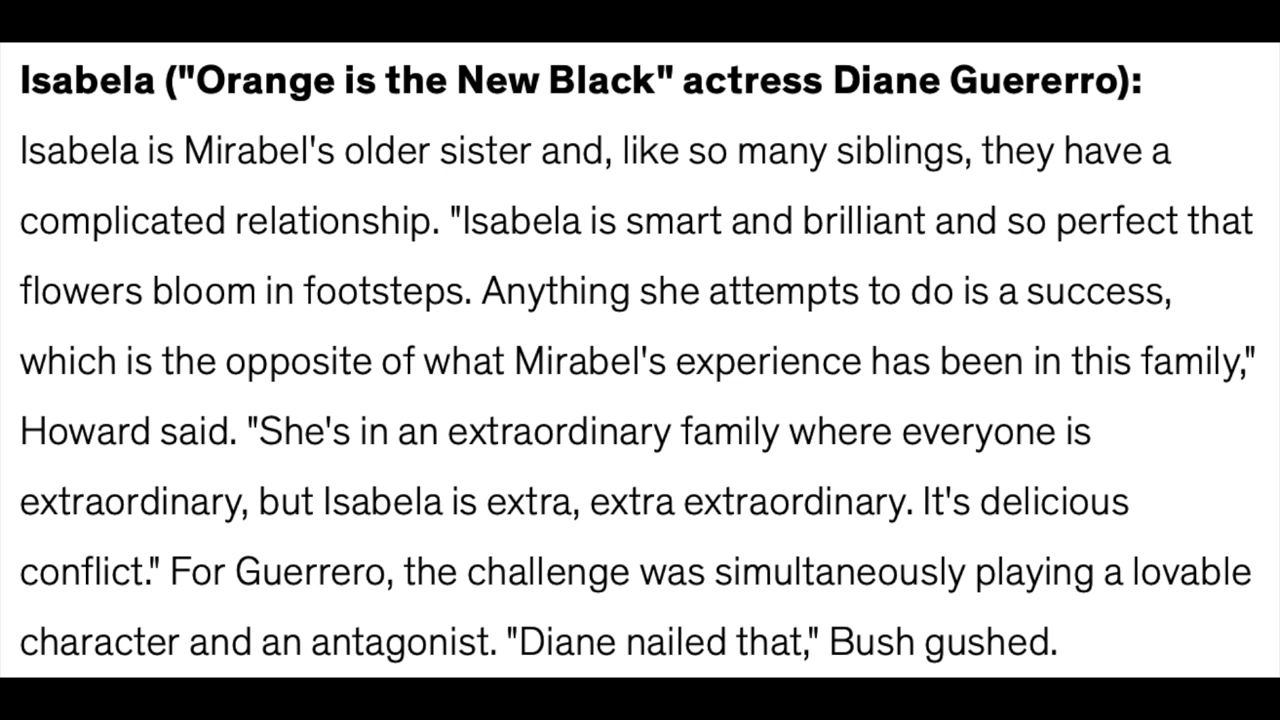 Isabela ("Orange is the New Black" actress Diane Guererro):
Isabela is Mirabel's older sister and, like so many siblings, they have a
complicated relationship. "Isabela is smart and brilliant and so perfect that
flowers bloom in footsteps. Anything she attempts to do is a success,
which is the opposite of what Mirabel's experience has been in this family,"
Howard said. "She's in an extraordinary family where everyone is
extraordinary, but Isabela is extra, extra extraordinary. It's delicious
conflict." For Guerrero, the challenge was simultaneously playing a lovable
character and an antagonist. "Diane nailed that," Bush gushed.